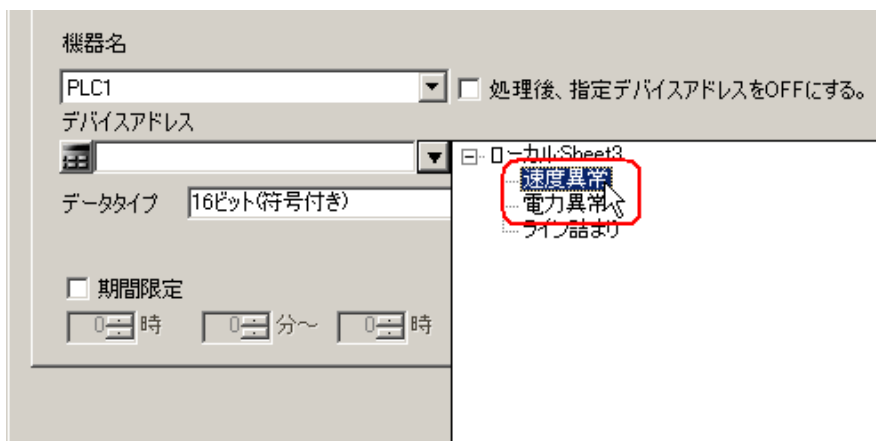 機器名
PLC1
処理後、指定デバイスアドレスをOFFにする。
デバイスアドレス
ローカル:Sheet3
速度異常
電力異常
ライン詰まり
データタイプ 16ビット(符号付き)
期間限定
0 時 0 分~ 0 時